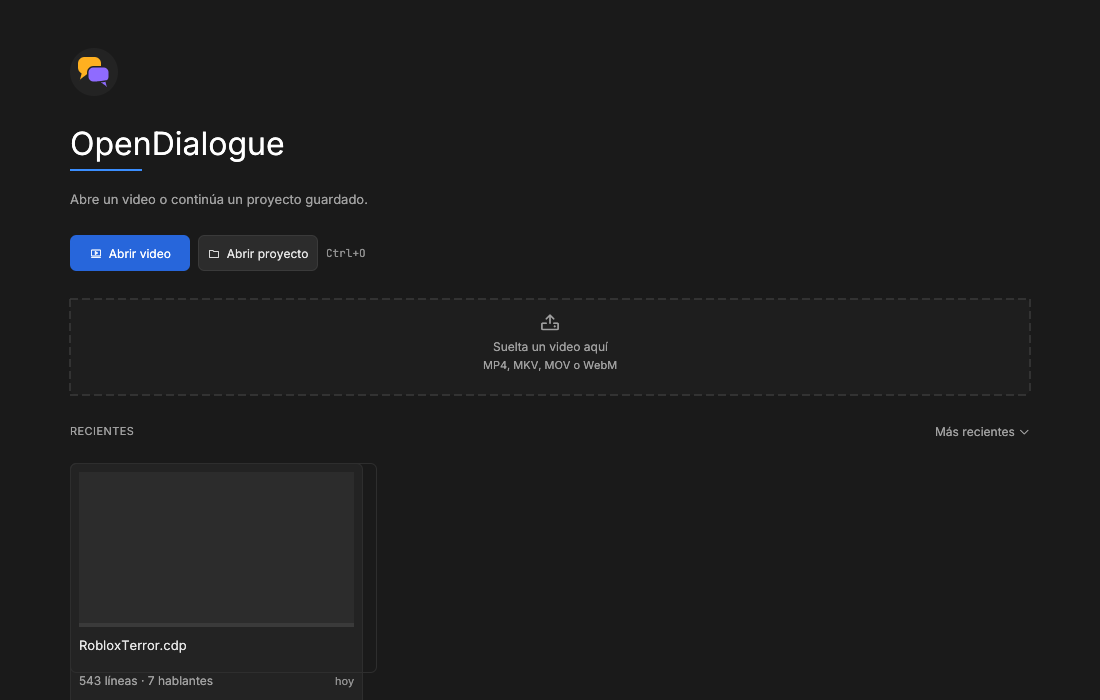 OpenDialogue
Abre un video o continúa un proyecto guardado.
Abrir video
Abrir proyecto
Ctrl+O
Suelta un video aquí
MP4, MKV, MOV o WebM
RECIENTES
Más recientes
RobloxTerror.cdp
543 líneas · 7 hablantes
hoy